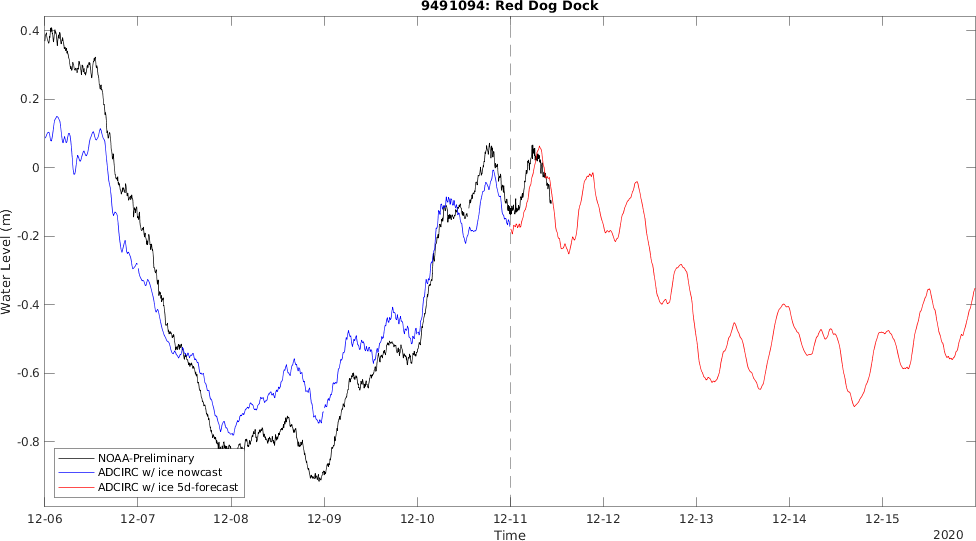 9491094: Red Dog Dock
0.4
0.2
0
-0.2
-0.4
-0.6
-0.8
Water Level (m)
NOAA-Preliminary
ADCIRC w/ ice nowcast
ADCIRC w/ ice 5d-forecast
12-06 12-07 12-08 12-09 12-10 12-11 12-12 12-13 12-14 12-15
Time
2020